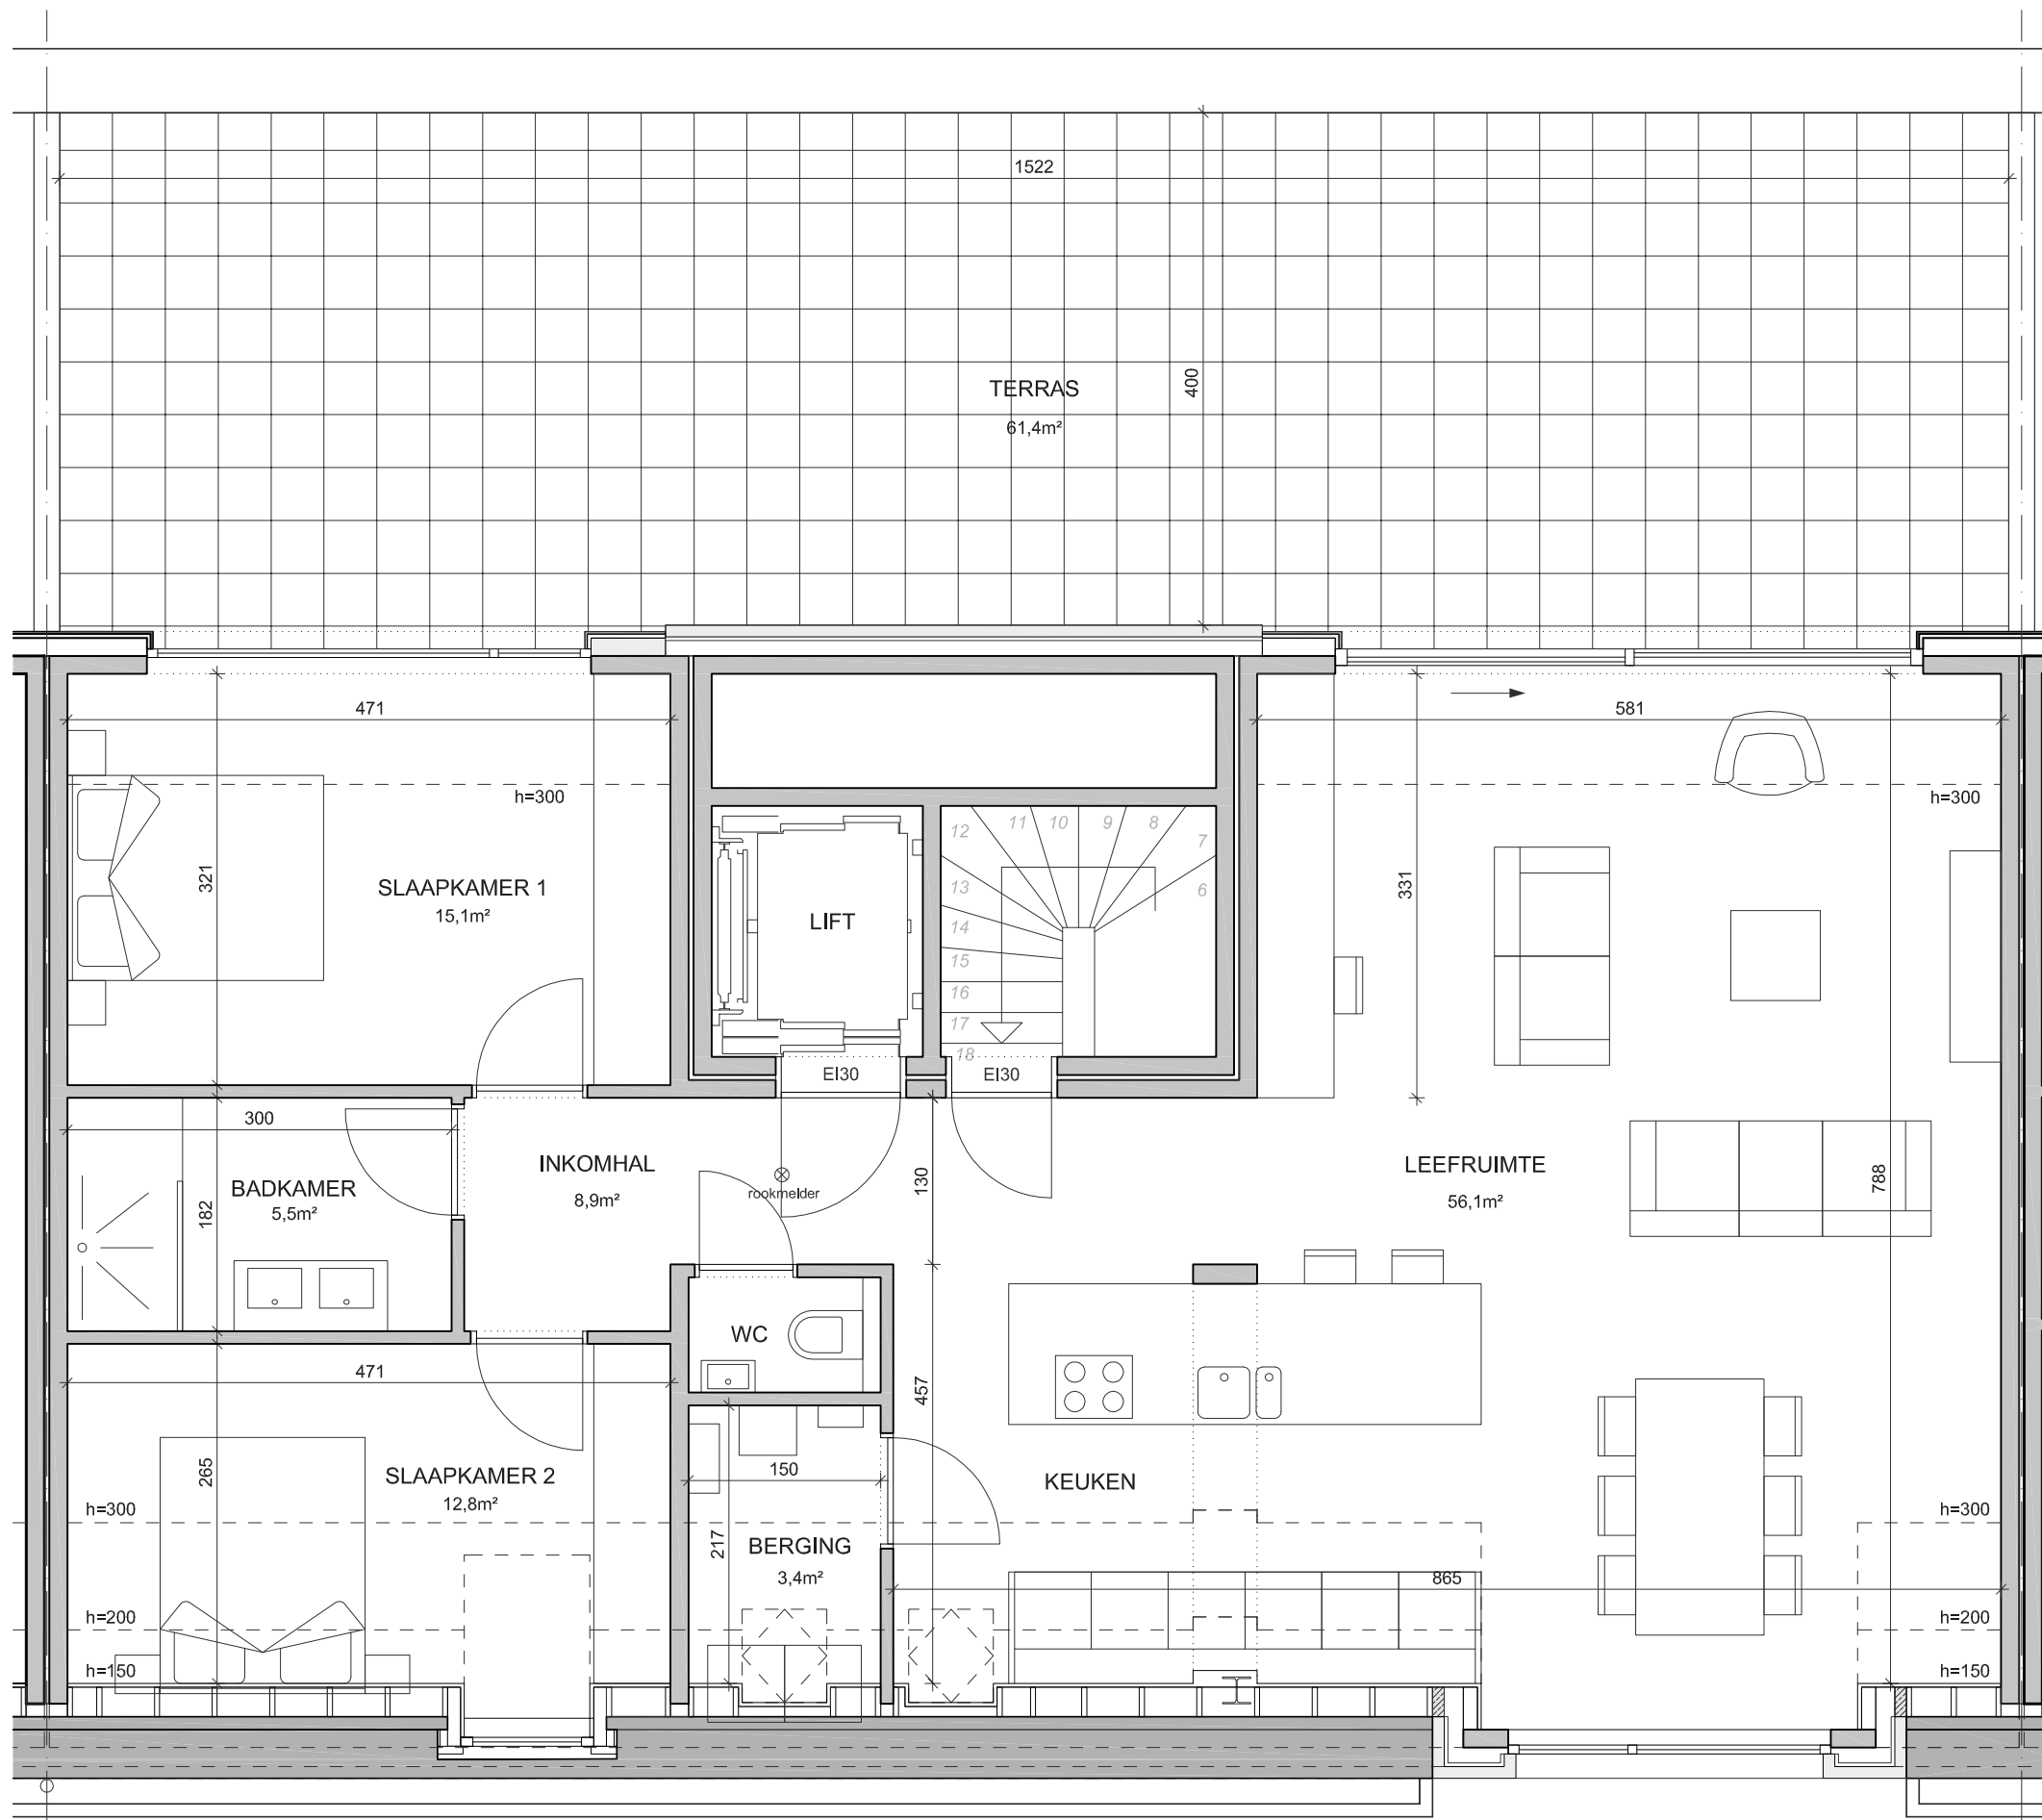 1522
400
TERRAS
61,4m²
471
581
h=300
h=300
321
SLAAPKAMER 1
15,1m²
LIFT
12
11
10
9
8
7
6
13
14
15
16
17
18
331
EI30
EI30
300
INKOMHAL
8,9m²
rookmelder
130
LEEFRUIMTE
56,1m²
788
BADKAMER
5,5m²
182
WC
471
457
265
SLAAPKAMER 2
12,8m²
150
KEUKEN
h=300
h=300
217
BERGING
3,4m²
865
h=200
h=200
h=150
h=150